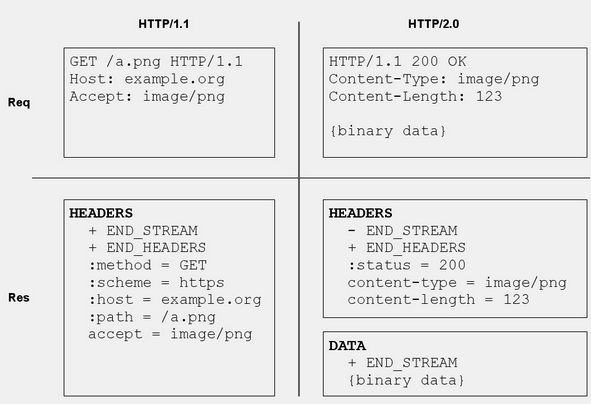 HTTP/1.1
HTTP/2.0
Req
GET /a.png HTTP/1.1
Host: example.org
Accept: image/png
HTTP/1.1 200 OK
Content-Type: image/png
Content-Length: 123
{binary data}
Res
HEADERS
+ END_STREAM
+ END_HEADERS
:method = GET
:scheme = https
:host = example.org
:path = /a.png
accept = image/png
HEADERS
- END_STREAM
+ END_HEADERS
:status = 200
content-type = image/png
content-length = 123
DATA
+ END_STREAM
{binary data}